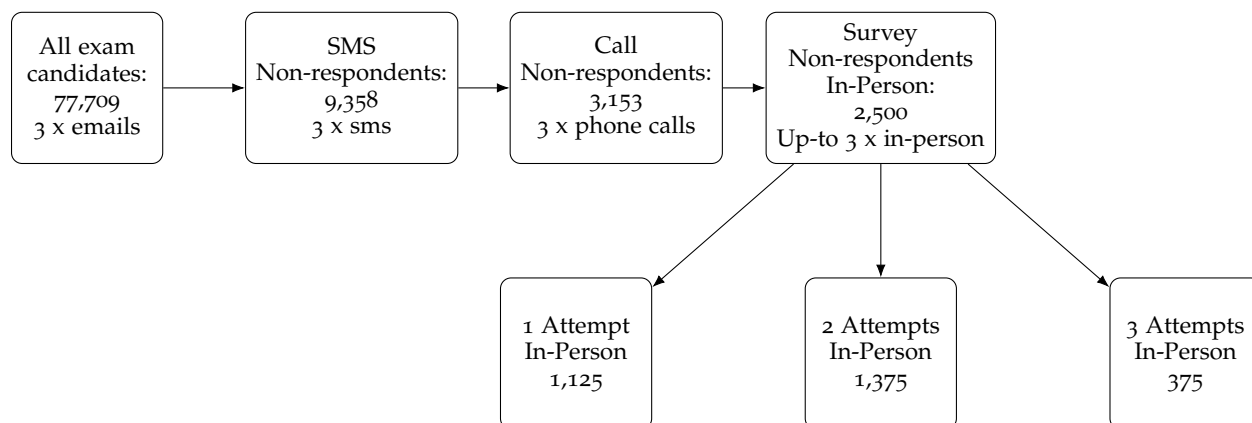 All exam
candidates:
77,709
3 x emails
SMS
Non-respondents:
9,358
3 x sms
Call
Non-respondents:
3,153
3 x phone calls
Survey
Non-respondents
In-Person:
2,500
Up-to 3 x in-person
1 Attempt
In-Person
1,125
2 Attempts
In-Person
1,375
3 Attempts
In-Person
375